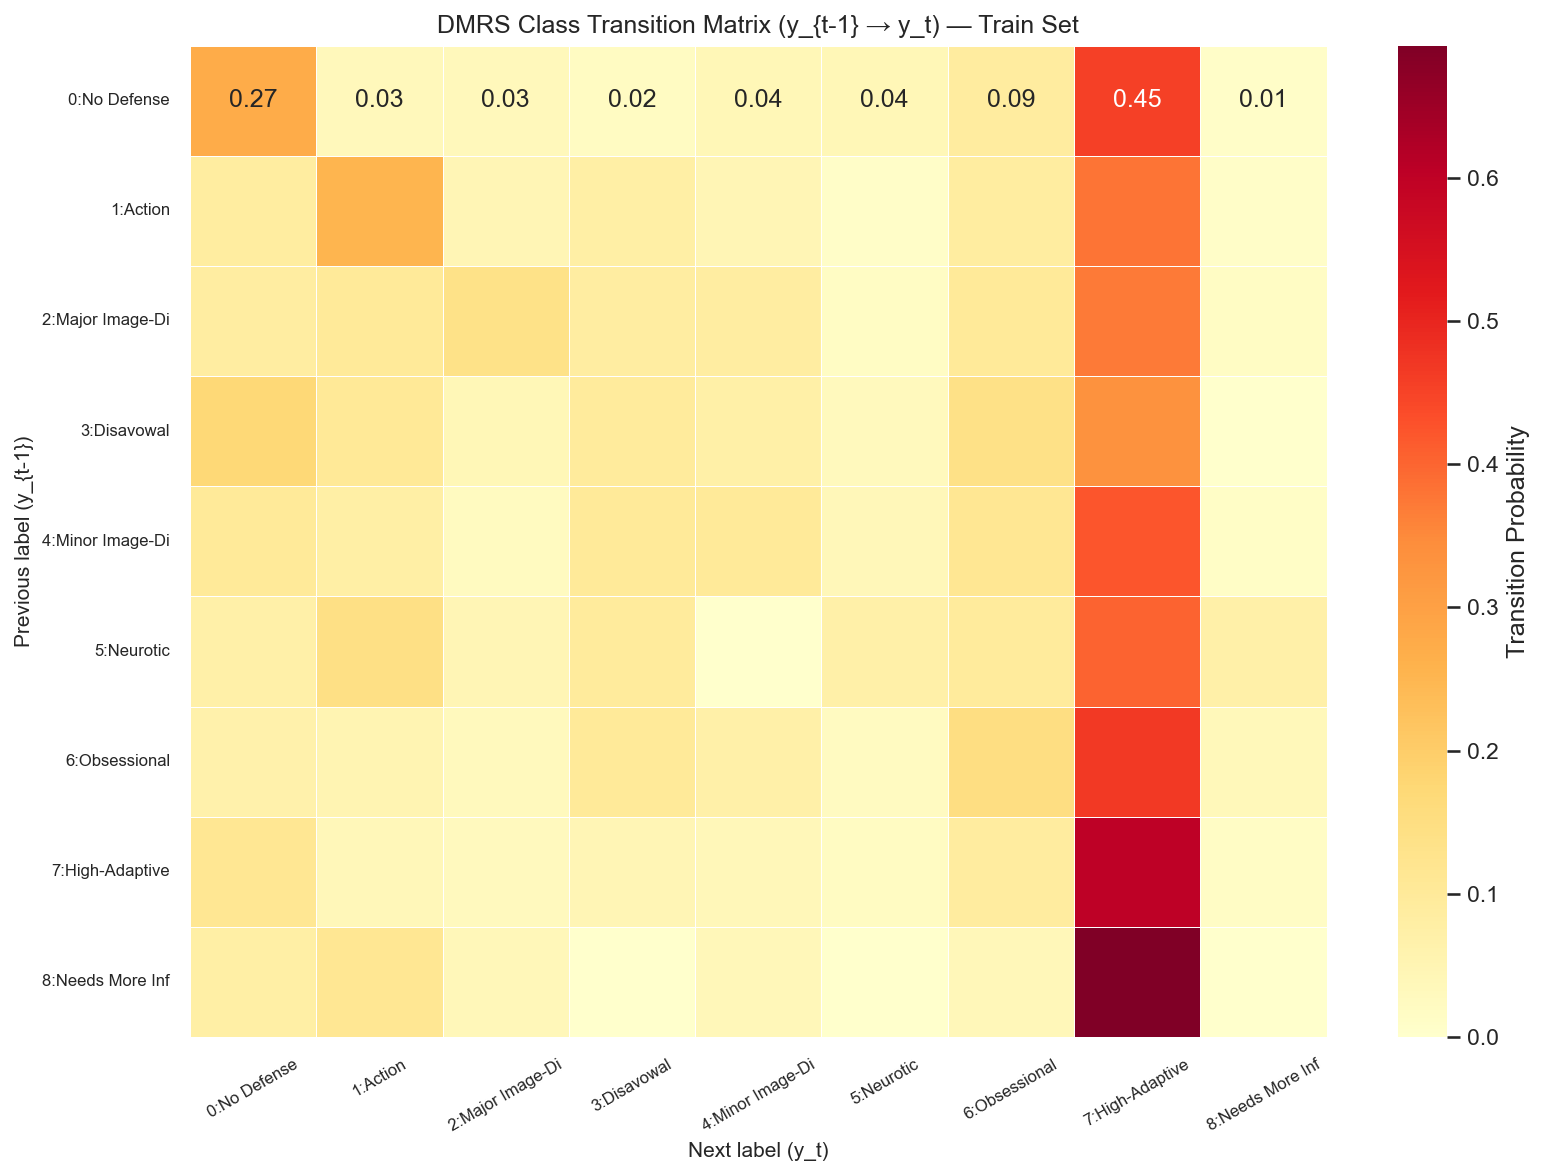 DMRS Class Transition Matrix (y_{t-1} → y_t) — Train Set
0:No Defense
0.27 0.03 0.03 0.02 0.04 0.04 0.09 0.45 0.01
1:Action
2:Major Image-Di
3:Disavowal
4:Minor Image-Di
5:Neurotic
6:Obsessional
7:High-Adaptive
8:Needs More Inf
Previous label (y_{t-1})
0:No Defense
1:Action
2:Major Image-Di
3:Disavowal
4:Minor Image-Di
5:Neurotic
6:Obsessional
7:High-Adaptive
8:Needs More Inf
Next label (y_t)
0.6
0.5
0.4
0.3
0.2
0.1
0.0
Transition Probability